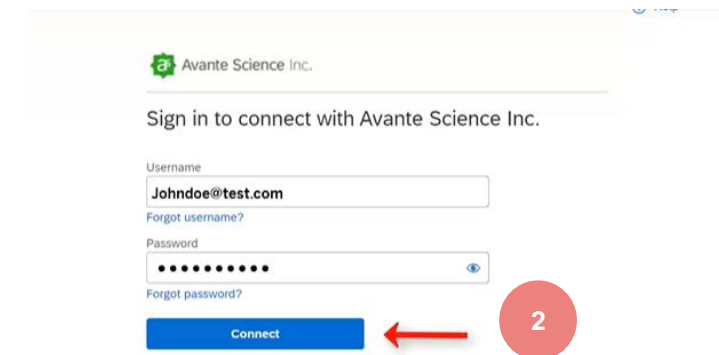 Avante Science Inc.
Sign in to connect with Avante Science Inc.
Username
Johndoe@test.com
Forgot username?
Password
Forgot password?
Connect
2